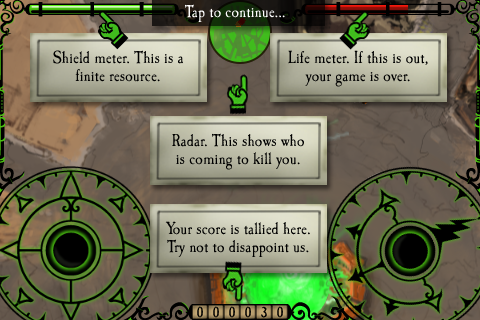 Tap to continue...
Shield meter. This is a
finite resource.
Life meter. If this is out,
your game is over.
Radar. This shows who
is coming to kill you.
Your score is tallied here.
Try not to disappoint us.
000030